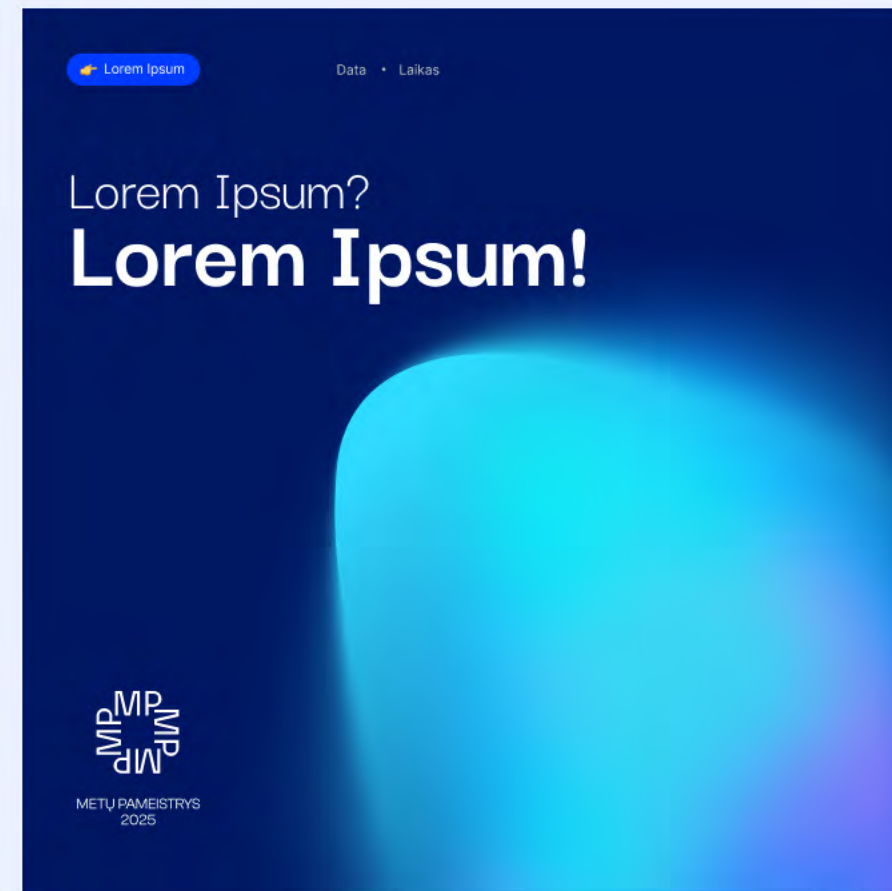 👉 Lorem Ipsum
Data • Laikas
Lorem Ipsum?
Lorem Ipsum!
MP
MP
MP
MP
METŲ PAMEISTRYS
2025